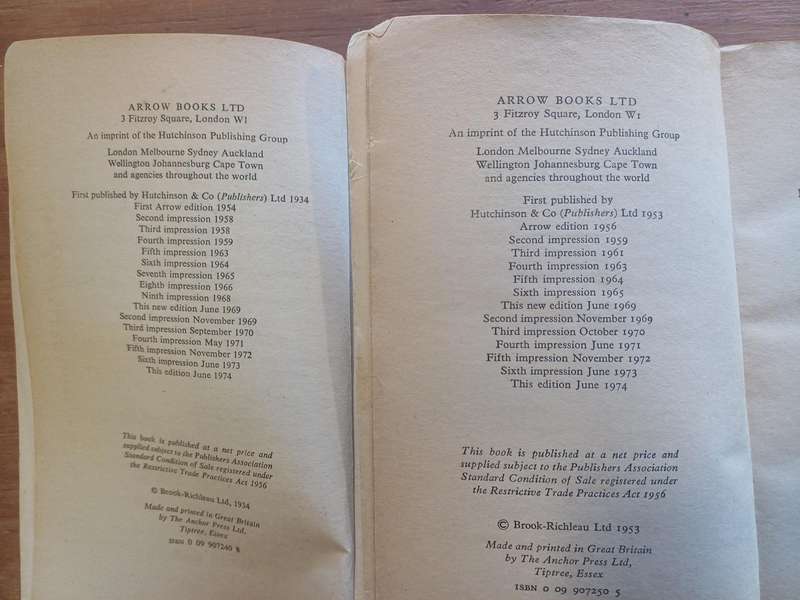 ARROW BOOKS LTD
3 Fitzroy Square, London W1
An imprint of the Hutchinson Publishing Group
London Melbourne Sydney Auckland
Wellington Johannesburg Cape Town
and agencies throughout the world
First published by Hutchinson & Co (Publishers) Ltd 1934
First Arrow edition 1954
Second impression 1958
Third impression 1958
Fourth impression 1959
Fifth impression 1963
Sixth impression 1964
Seventh impression 1965
Eighth impression 1966
Ninth impression 1968
This new edition June 1969
Second impression November 1969
Third impression September 1970
Fourth impression May 1971
Fifth impression November 1972
Sixth impression June 1973
This edition June 1974
This book is published at a net price and
supplied subject to the Publishers Association
Standard Condition of Sale registered under
the Restrictive Trade Practices Act 1956
© Brook-Richleau Ltd, 1934
Made and printed in Great Britain
by The Anchor Press Ltd,
Tiptree, Essex
ISBN 0 09 907240 8
ARROW BOOKS LTD
3 Fitzroy Square, London W1
An imprint of the Hutchinson Publishing Group
London Melbourne Sydney Auckland
Wellington Johannesburg Cape Town
and agencies throughout the world
First published by
Hutchinson & Co (Publishers) Ltd 1953
Arrow edition 1956
Second impression 1959
Third impression 1961
Fourth impression 1963
Fifth impression 1964
Sixth impression 1965
This new edition June 1969
Second impression November 1969
Third impression October 1970
Fourth impression June 1971
Fifth impression November 1972
Sixth impression June 1973
This edition June 1974
This book is published at a net price and
supplied subject to the Publishers Association
Standard Condition of Sale registered under
the Restrictive Trade Practices Act 1956
© Brook-Richleau Ltd 1953
Made and printed in Great Britain
by The Anchor Press Ltd,
Tiptree, Essex
ISBN 0 09 907250 5